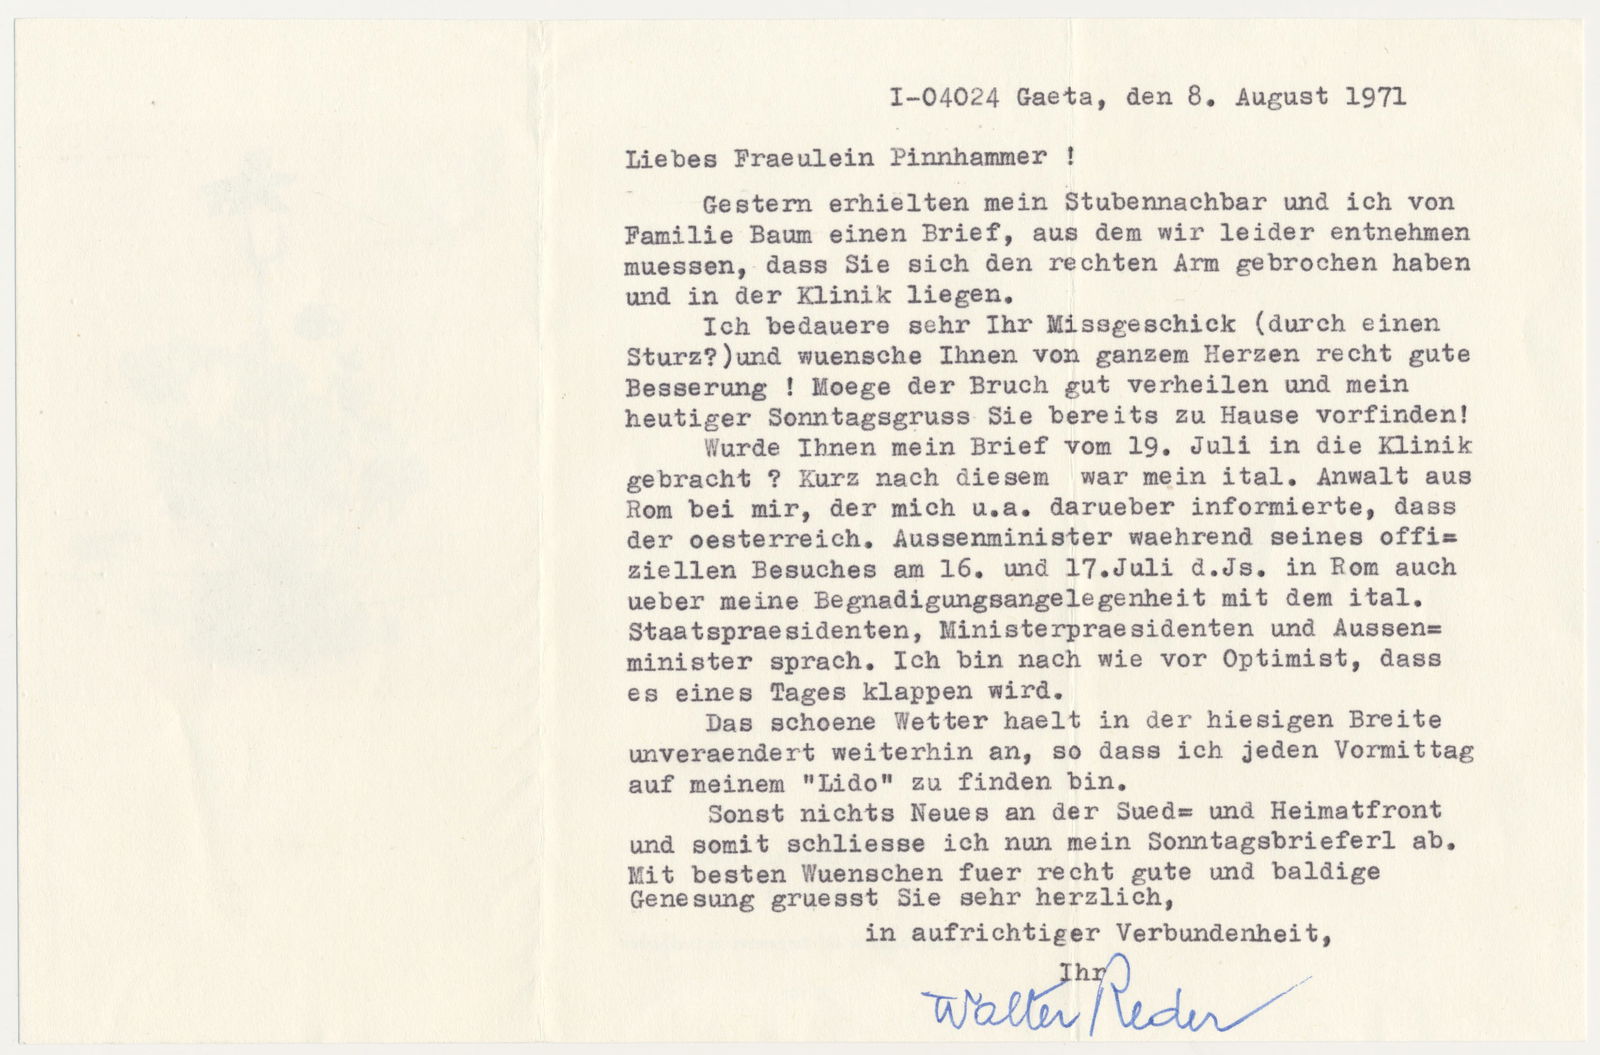 I-04024 Gaeta, den 8. August 1971
Liebes Fraeulein Pinnhammer !
Gestern erhielten mein Stubennachbar und ich von
Familie Baum einen Brief, aus dem wir leider entnehmen
muessen, dass Sie sich den rechten Arm gebrochen haben
und in der Klinik liegen.
Ich bedauere sehr Ihr Missgeschick (durch einen
Sturz?)und wuensche Ihnen von ganzem Herzen recht gute
Besserung ! Moege der Bruch gut verheilen und mein
heutiger Sonntagsgruss Sie bereits zu Hause vorfinden!
Wurde Ihnen mein Brief vom 19. Juli in die Klinik
gebracht ? Kurz nach diesem  war mein ital. Anwalt aus
Rom bei mir, der mich u.a. darueber informierte, dass
der oesterreich. Aussenminister waehrend seines offi=
ziellen Besuches am 16. und 17.Juli d.Js. in Rom auch
ueber meine Begnadigungsangelegenheit mit dem ital.
Staatspraesidenten, Ministerpraesidenten und Aussen=
minister sprach. Ich bin nach wie vor Optimist, dass
es eines Tages klappen wird.
Das schoene Wetter haelt in der hiesigen Breite
unveraendert weiterhin an, so dass ich jeden Vormittag
auf meinem "Lido" zu finden bin.
Sonst nichts Neues an der Sued= und Heimatfront
und somit schliesse ich nun mein Sonntagsbrieferl ab.
Mit besten Wuenschen fuer recht gute und baldige
Genesung gruesst Sie sehr herzlich,
in aufrichtiger Verbundenheit,
Ihr
Walter Reder